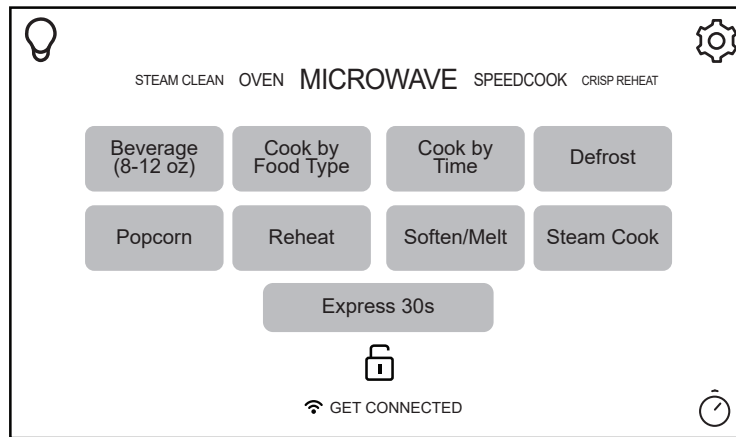 STEAM CLEAN OVEN MICROWAVE SPEEDCOOK CRISP REHEAT
Beverage
(8-12 oz)
Cook by
Food Type
Cook by
Time
Defrost
Popcorn
Reheat
Soften/Melt
Steam Cook
Express 30s
GET CONNECTED